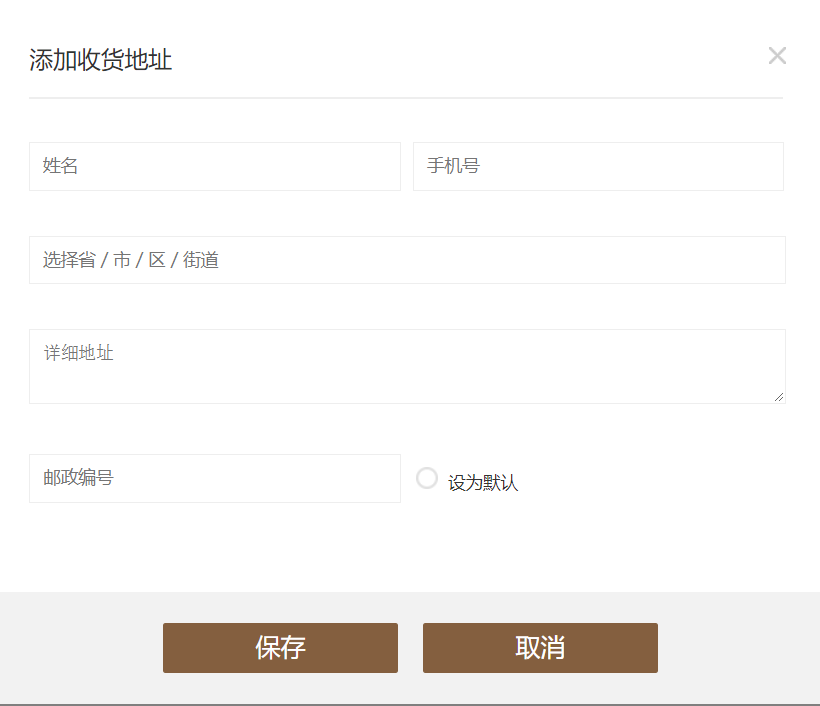 添加收货地址
姓名
手机号
选择省 / 市 / 区 / 街道
详细地址
邮政编号
设为默认
保存
取消